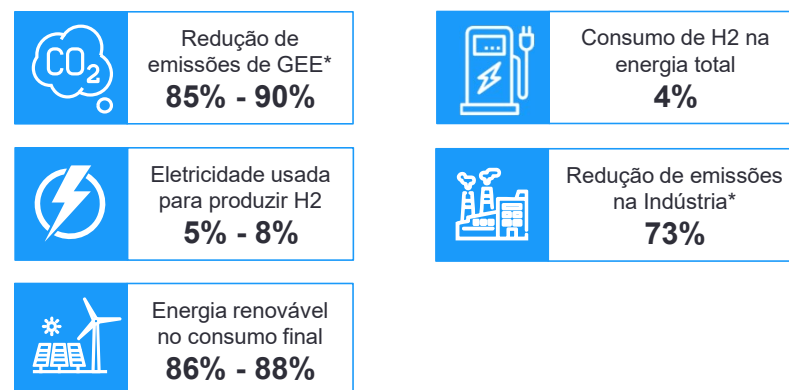 CO2
Redução de
emissões de GEE*
85% - 90%
Consumo de H2 na
energia total
4%
Eletricidade usada
para produzir H2
5% - 8%
Redução de emissões
na Indústria*
73%
Energia renovável
no consumo final
86% - 88%